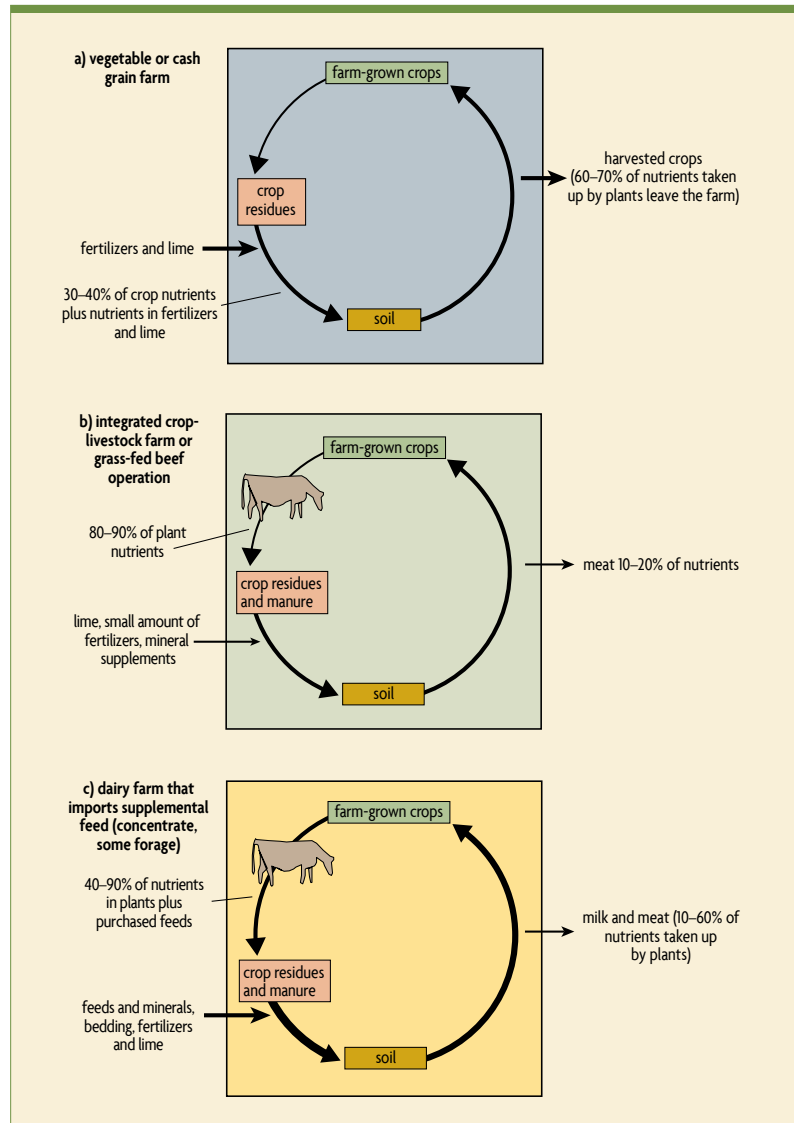 a) vegetable or cash
grain farm
farm-grown crops
crop
residues
harvested crops
(60–70% of nutrients taken
up by plants leave the farm)
fertilizers and lime
30–40% of crop nutrients
plus nutrients in fertilizers
and lime
soil
b) integrated crop-
livestock farm or
grass-fed beef
operation
farm-grown crops
80–90% of plant
nutrients
crop residues
and manure
meat 10–20% of nutrients
lime, small amount of
fertilizers, mineral
supplements
soil
c) dairy farm that
imports supplemental
feed (concentrate,
some forage)
farm-grown crops
40–90% of nutrients
in plants plus
purchased feeds
crop residues
and manure
milk and meat (10–60% of
nutrients taken up
by plants)
feeds and minerals,
bedding, fertilizers
and lime
soil